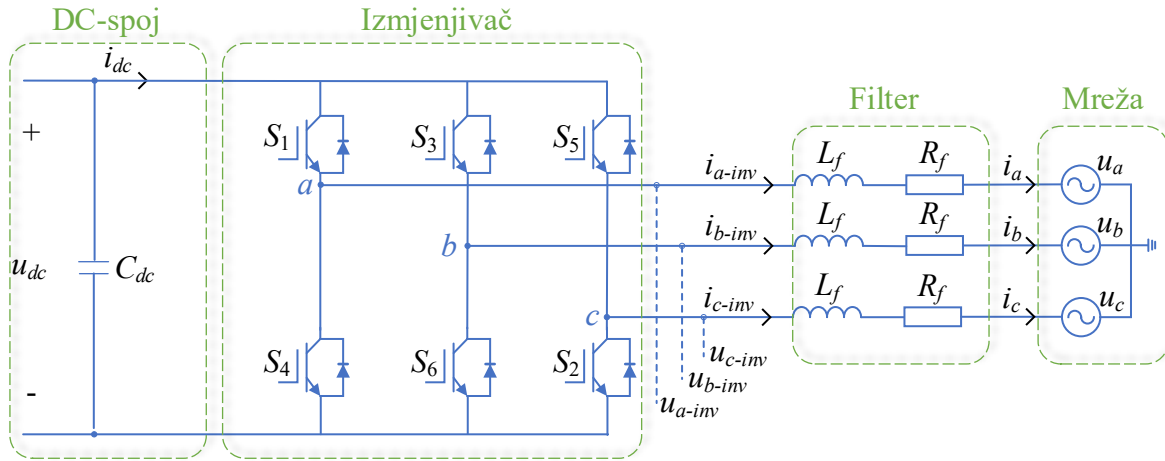 DC-spoj
Izmjenjivač
Filter
Mreža
i_dc
+
u_dc
C_dc
-
S_1
S_3
S_5
S_4
S_6
S_2
a
b
c
i_a-inv
L_f
R_f
i_a
u_a
i_b-inv
L_f
R_f
i_b
u_b
i_c-inv
L_f
R_f
i_c
u_c
u_c-inv
u_b-inv
u_a-inv